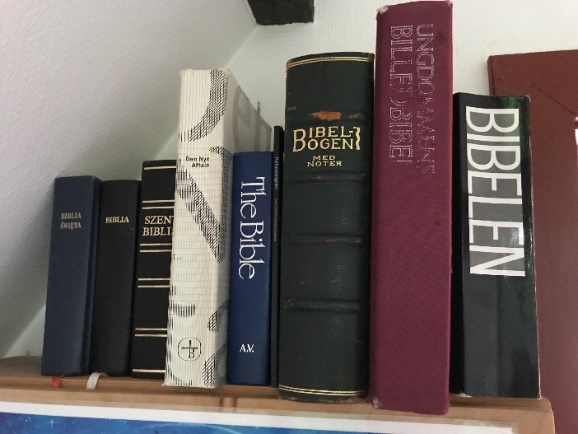 BIBLIA
ŚWIĘTA
BIBLIA
SZENT
BIBLIA
Den Nye
Aftale
B
The Bible
A.V.
BIBEL-
BOGEN
MED
NOTER
UNGDOMMENS
BILLEDBIBEL
BIBELEN